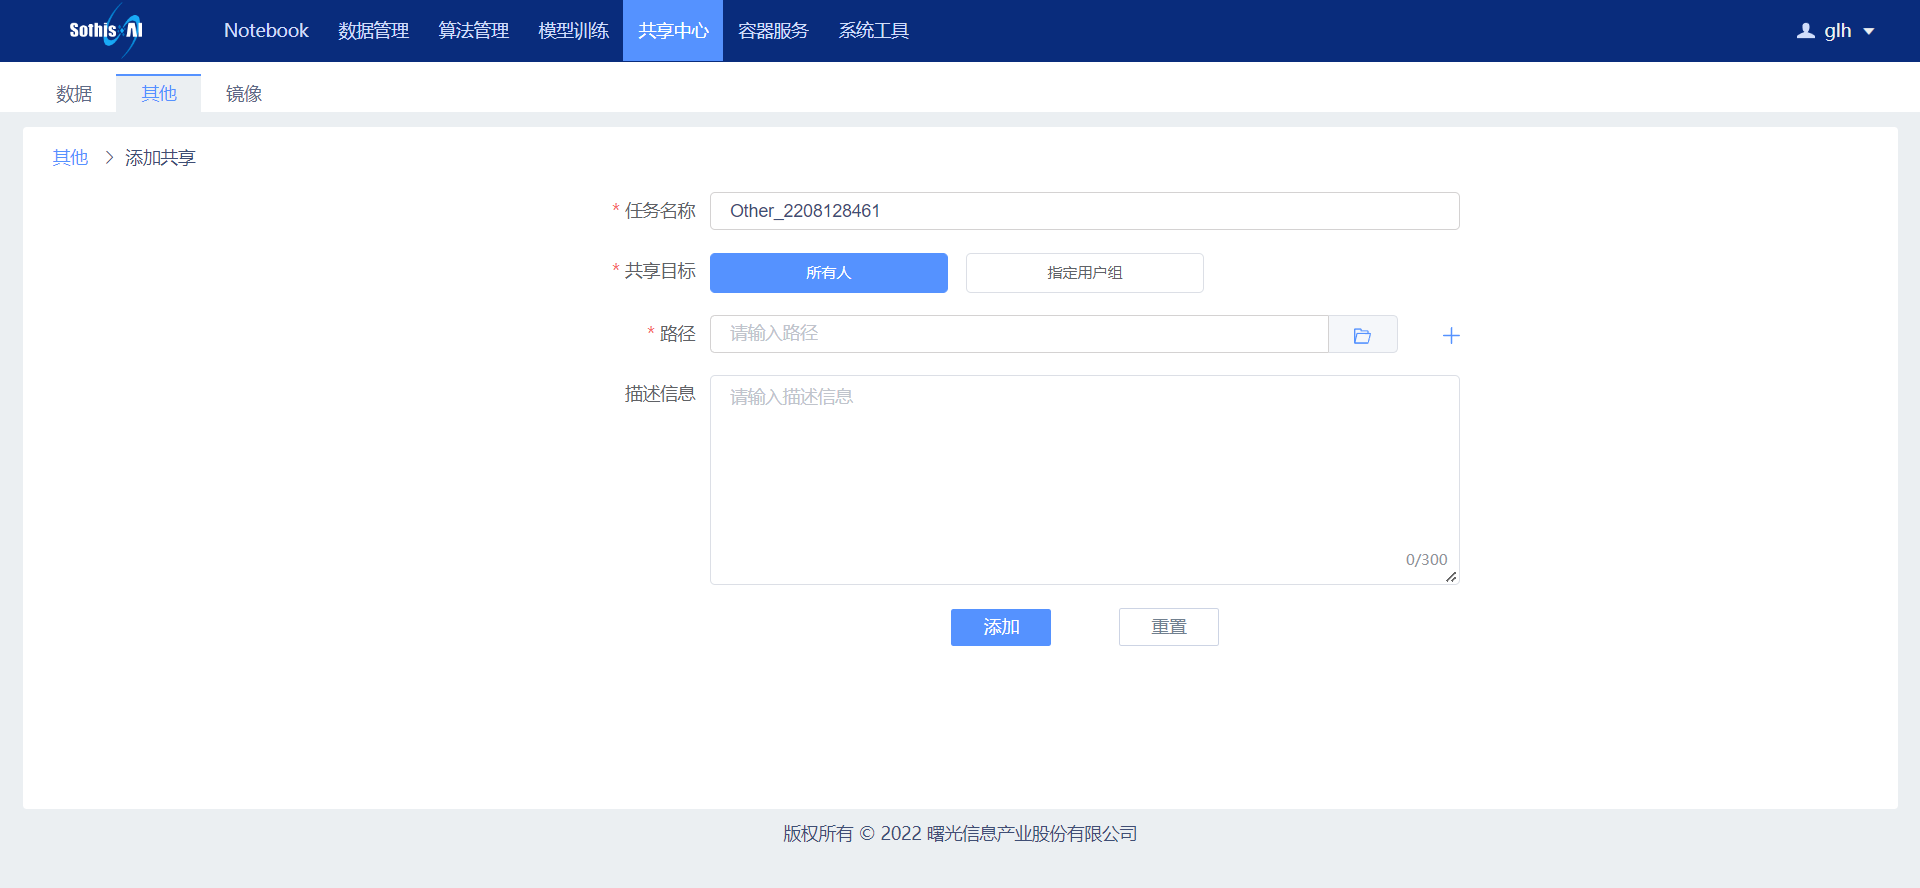 SothisAI Notebook 数据管理 算法管理 模型训练 共享中心 容器服务 系统工具 glh
数据 其他 镜像
其他 > 添加共享
* 任务名称 Other_2208128461
* 共享目标 所有人 指定用户组
* 路径 请输入路径
描述信息 请输入描述信息
0/300
添加 重置
版权所有 © 2022 曙光信息产业股份有限公司